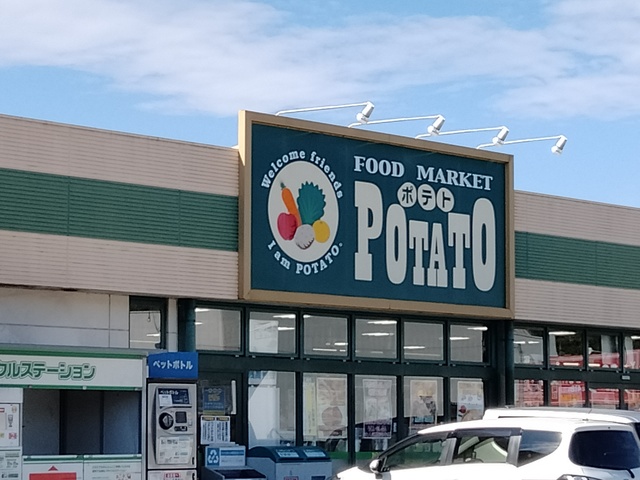 Welcome friends
I am POTATO
FOOD MARKET
ポテト
POTATO
クルステーション
ペットボトル